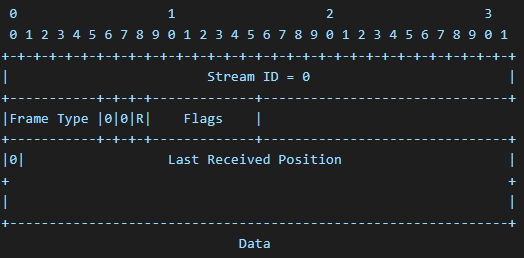 0                   1                   2                   3
 0 1 2 3 4 5 6 7 8 9 0 1 2 3 4 5 6 7 8 9 0 1 2 3 4 5 6 7 8 9 0 1
+-+-+-+-+-+-+-+-+-+-+-+-+-+-+-+-+-+-+-+-+-+-+-+-+-+-+-+-+-+-+-+-+
|                         Stream ID = 0                         |
+-----------+-+-+-+-------------+-------------------------------+
|Frame Type |0|0|R|    Flags    |
+-----------+-+-+-+-------------+-------------------------------+
|0|                  Last Received Position                     |
+                                                               +
|                                                               |
+---------------------------------------------------------------+
                              Data